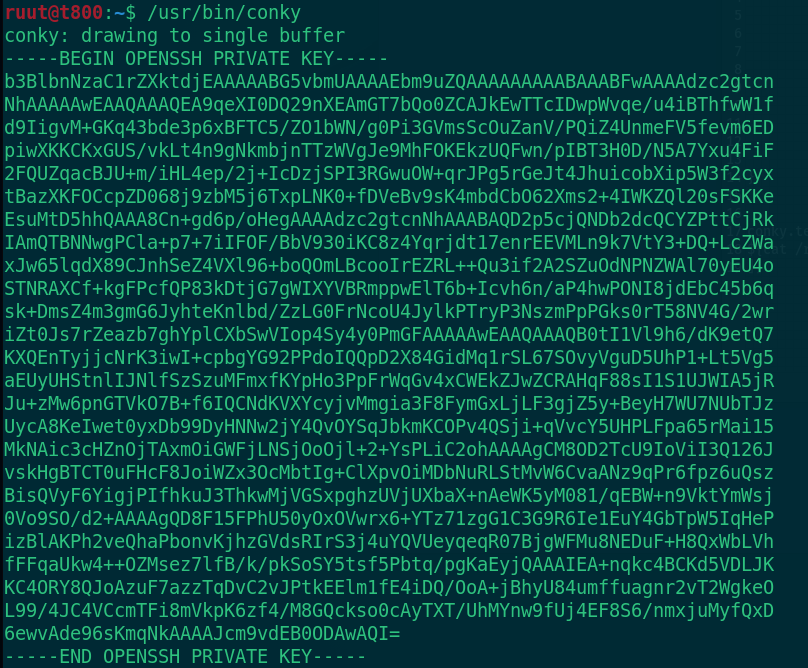 ruut@t800:~$ /usr/bin/conky
conky: drawing to single buffer
-----BEGIN OPENSSH PRIVATE KEY-----
b3BlbnNzaC1rZXktdjEAAAAABG5vbmUAAAAEbm9uZQAAAAAAAAABAAABFwAAAAdzc2gtcn
NhAAAAAwEAAQAAAQEA9qeXI0DQ29nXEAmGT7bQo0ZCAJkEwTTcIDwpWvqe/u4iBThfwW1f
d9IigvM+GKq43bde3p6xBFTC5/ZO1bWN/g0Pi3GVmsScOuZanV/PQiZ4UnmeFV5fevm6ED
piwXKKCKxGUS/vkLt4n9gNkmbjnTTzWVgJe9MhFOKEkzUQFwn/pIBT3H0D/N5A7Yxu4FiF
2FQUZqacBJU+m/iHL4ep/2j+IcDzjSPI3RGwuOW+qrJPg5rGeJt4JhuicobXip5W3f2cyx
tBazXKFOCcpZD068j9zbM5j6TxpLNK0+fDVeBv9sK4mbdCbO62Xms2+4IWKZQl20sFSKKe
EsuMtD5hhQAAA8Cn+gd6p/oHegAAAAdzc2gtcnNhAAABAQD2p5cjQNDb2dcQCYZPttCjRk
IAmQTBNNwgPCla+p7+7iIFOF/BbV930iKC8z4Yqrjdt17enrEEVMLn9k7VtY3+DQ+LcZWa
xJw65lqdX89CJnhSeZ4VXl96+boQOmLBcooIrEZRL++Qu3if2A2SZuOdNPNZWAl70yEU4o
STNRAXCf+kgFPcfQP83kDtjG7gWIXYVBRmppwElT6b+Icvh6n/aP4hwPONI8jdEbC45b6q
sk+DmsZ4m3gmG6JyhteKnlbd/ZzLG0FrNcoU4JylkPTryP3NszmPpPGks0rT58NV4G/2wr
iZt0Js7rZeazb7ghYplCXbSwVIop4Sy4y0PmGFAAAAAwEAAQAAAQB0tI1Vl9h6/dK9etQ7
KXQEnTyjjcNrK3iwI+cpbgYG92PPdoIQQpD2X84GidMq1rSL67SOvyVguD5UhP1+Lt5Vg5
aEUyUHStnlIJNlfSzSzuMFmxfKYpHo3PpFrWqGv4xCWEkZJwZCRAHqF88sI1S1UJWIA5jR
Ju+zMw6pnGTVkO7B+f6IQCNdKVXYcyjvMmgia3F8FymGxLjLF3gjZ5y+BeyH7WU7NUbTJz
UycA8KeIwet0yxDb99DyHNNw2jY4QvOYSqJbkmKCOPv4QSji+qVvcY5UHPLFpa65rMai15
MkNAic3cHZnOjTAxmOiGWFjLNSjOoOjl+2+YsPLiC2ohAAAAgCM8OD2TcU9IoViI3Q126J
vskHgBTCT0uFHcF8JoiWZx3OcMbtIg+ClXpvOiMDbNuRLStMvW6CvaANz9qPr6fpz6uQsz
BisQVyF6YigjPIfhkuJ3ThkwMjVGSxpghzUVjUXbaX+nAeWK5yM081/qEBW+n9VktYmWsj
0Vo9SO/d2+AAAAgQD8F15FPhU50yOxOVwrx6+YTz71zgG1C3G9R6Ie1EuY4GbTpW5IqHeP
izBlAKPh2veQhaPbonvKjhzGVdsRIrS3j4uYQVUeyqeqR07BjgWFMu8NEDuF+H8QxWbLVh
fFFqaUkw4++OZMsez7lfB/k/pkSoSY5tsf5Pbtq/pgKaEyjQAAAIEA+nqkc4BCKd5VDLJK
KC4ORY8QJoAzuF7azzTqDvC2vJPtkEElm1fE4iDQ/OoA+jBhyU84umffuagnr2vT2WgkeO
L99/4JC4VCcmTFi8mVkpK6zf4/M8GQckso0cAyTXT/UhMYnw9fUj4EF8S6/nmxjuMyfQxD
6ewvAde96sKmqNkAAAAJcm9vdEB0ODAwAQI=
-----END OPENSSH PRIVATE KEY-----